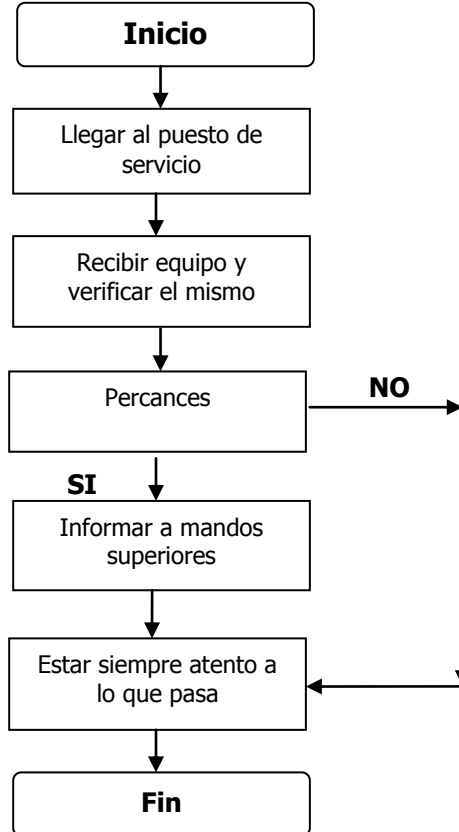 Inicio
Llegar al puesto de
servicio
Recibir equipo y
verificar el mismo
Percances
NO
SI
Informar a mandos
superiores
Estar siempre atento a
lo que pasa
Fin